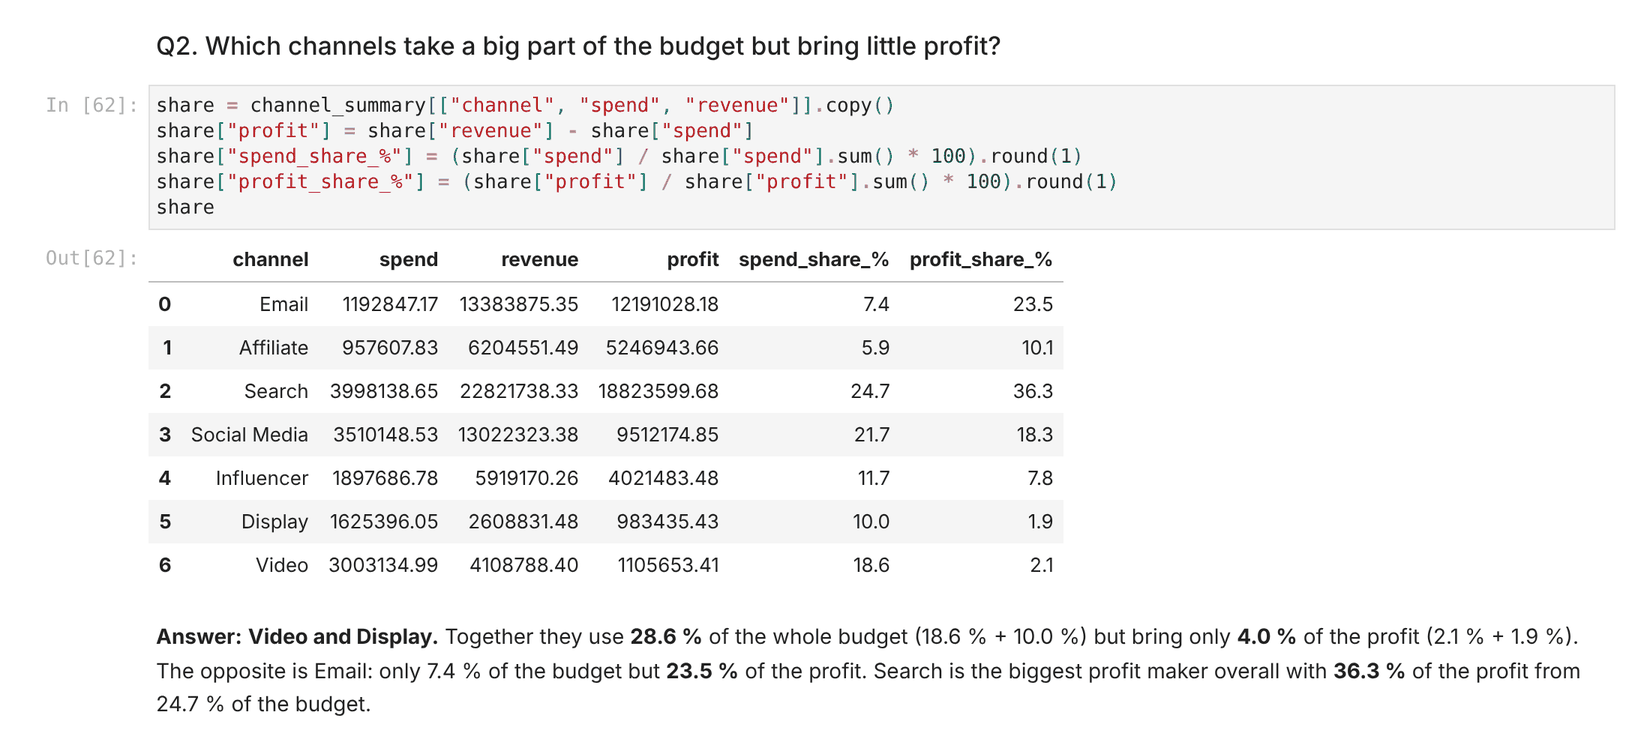 Q2. Which channels take a big part of the budget but bring little profit?
In [62]:
share = channel_summary[["channel", "spend", "revenue"]].copy()
share["profit"] = share["revenue"] - share["spend"]
share["spend_share_%"] = (share["spend"] / share["spend"].sum() * 100).round(1)
share["profit_share_%"] = (share["profit"] / share["profit"].sum() * 100).round(1)
share
Out[62]:
channel spend revenue profit spend_share_% profit_share_%
0 Email 1192847.17 13383875.35 12191028.18 7.4 23.5
1 Affiliate 957607.83 6204551.49 5246943.66 5.9 10.1
2 Search 3998138.65 22821738.33 18823599.68 24.7 36.3
3 Social Media 3510148.53 13022323.38 9512174.85 21.7 18.3
4 Influencer 1897686.78 5919170.26 4021483.48 11.7 7.8
5 Display 1625396.05 2608831.48 983435.43 10.0 1.9
6 Video 3003134.99 4108788.40 1105653.41 18.6 2.1
Answer: Video and Display. Together they use 28.6 % of the whole budget (18.6 % + 10.0 %) but bring only 4.0 % of the profit (2.1 % + 1.9 %).
The opposite is Email: only 7.4 % of the budget but 23.5 % of the profit. Search is the biggest profit maker overall with 36.3 % of the profit from
24.7 % of the budget.